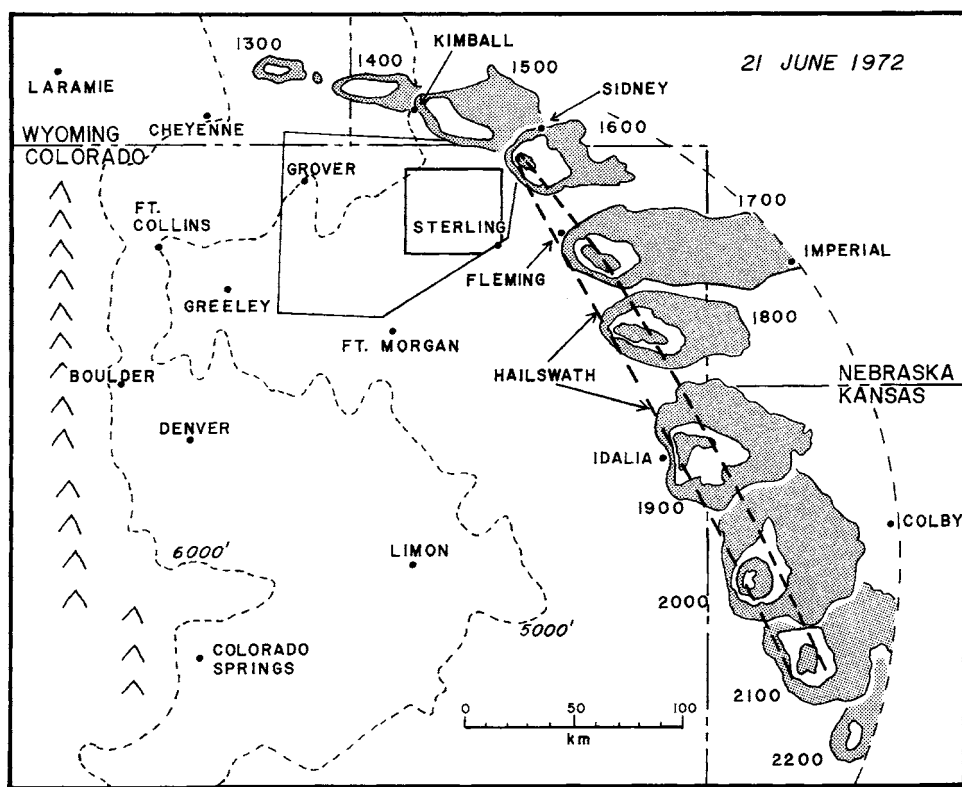 1300
KIMBALL
1400
1500
21 JUNE 1972
LARAMIE
SIDNEY
CHEYENNE
1600
WYOMING
COLORADO
GROVER
1700
FT.
COLLINS
STERLING
IMPERIAL
FLEMING
GREELEY
FT. MORGAN
1800
HAILSWATH
BOULDER
NEBRASKA
KANSAS
DENVER
IDALIA
1900
COLBY
6000'
LIMON
2000
5000'
COLORADO
SPRINGS
2100
0 50 100
km
2200